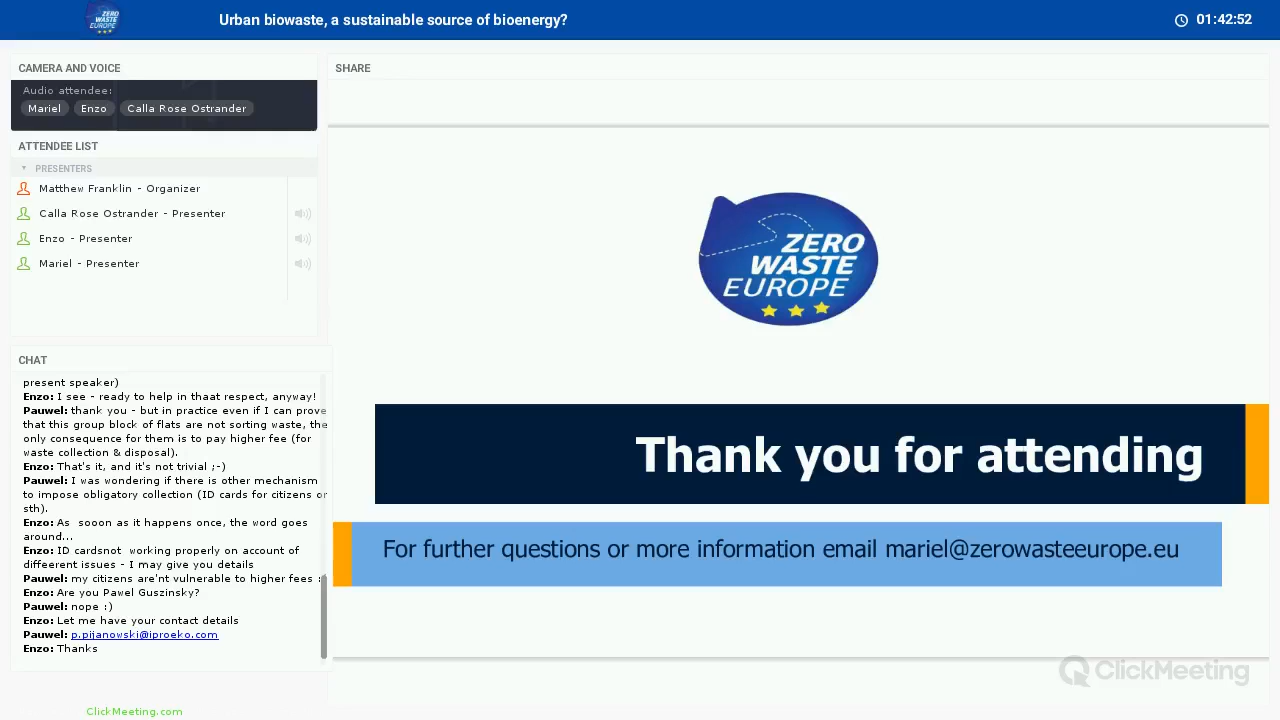 ZERO WASTE EUROPE
Urban biowaste, a sustainable source of bioenergy?
01:42:52
CAMERA AND VOICE
Audio attendee:
Mariel Enzo Calla Rose Ostrander
ATTENDEE LIST
PRESENTERS
Matthew Franklin - Organizer
Calla Rose Ostrander - Presenter
Enzo - Presenter
Mariel - Presenter
CHAT
present speaker)
Enzo: I see - ready to help in thaat respect, anyway!
Pauwel: thank you - but in practice even if I can prove
that this group block of flats are not sorting waste, the
only consequence for them is to pay higher fee (for
waste collection & disposal).
Enzo: That's it, and it's not trivial ;-)
Pauwel: I was wondering if there is other mechanism
to impose obligatory collection (ID cards for citizens or
sth).
Enzo: As sooon as it happens once, the word goes
around...
Enzo: ID cardsnot working properly on account of
diffeerent issues - I may give you details
Pauwel: my citizens are'nt vulnerable to higher fees :
Enzo: Are you Pawel Guszinsky?
Pauwel: nope :)
Enzo: Let me have your contact details
Pauwel: p.pijanowski@iproeko.com
Enzo: Thanks
ClickMeeting.com
SHARE
ZERO
WASTE
EUROPE
Thank you for attending
For further questions or more information email mariel@zerowasteeurope.eu
ClickMeeting